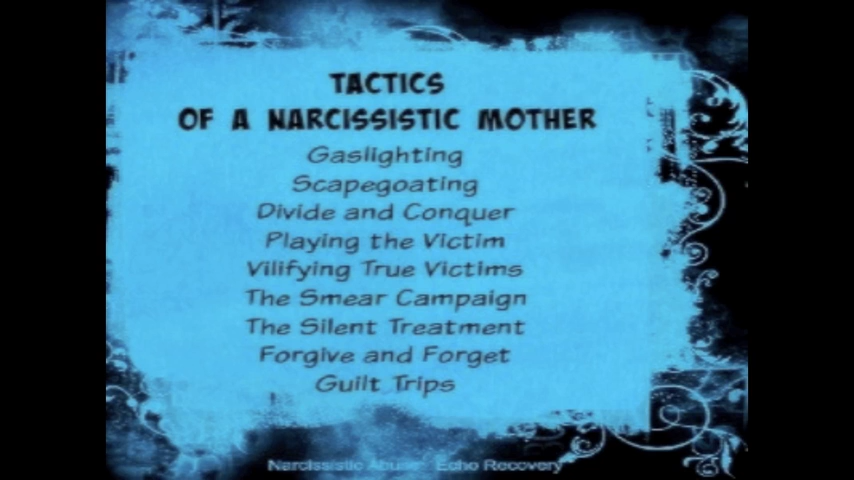 TACTICS
OF A NARCISSISTIC MOTHER
Gaslighting
Scapegoating
Divide and Conquer
Playing the Victim
Vilifying True Victims
The Smear Campaign
The Silent Treatment
Forgive and Forget
Guilt Trips
Narcissistic Abuse Echo Recovery